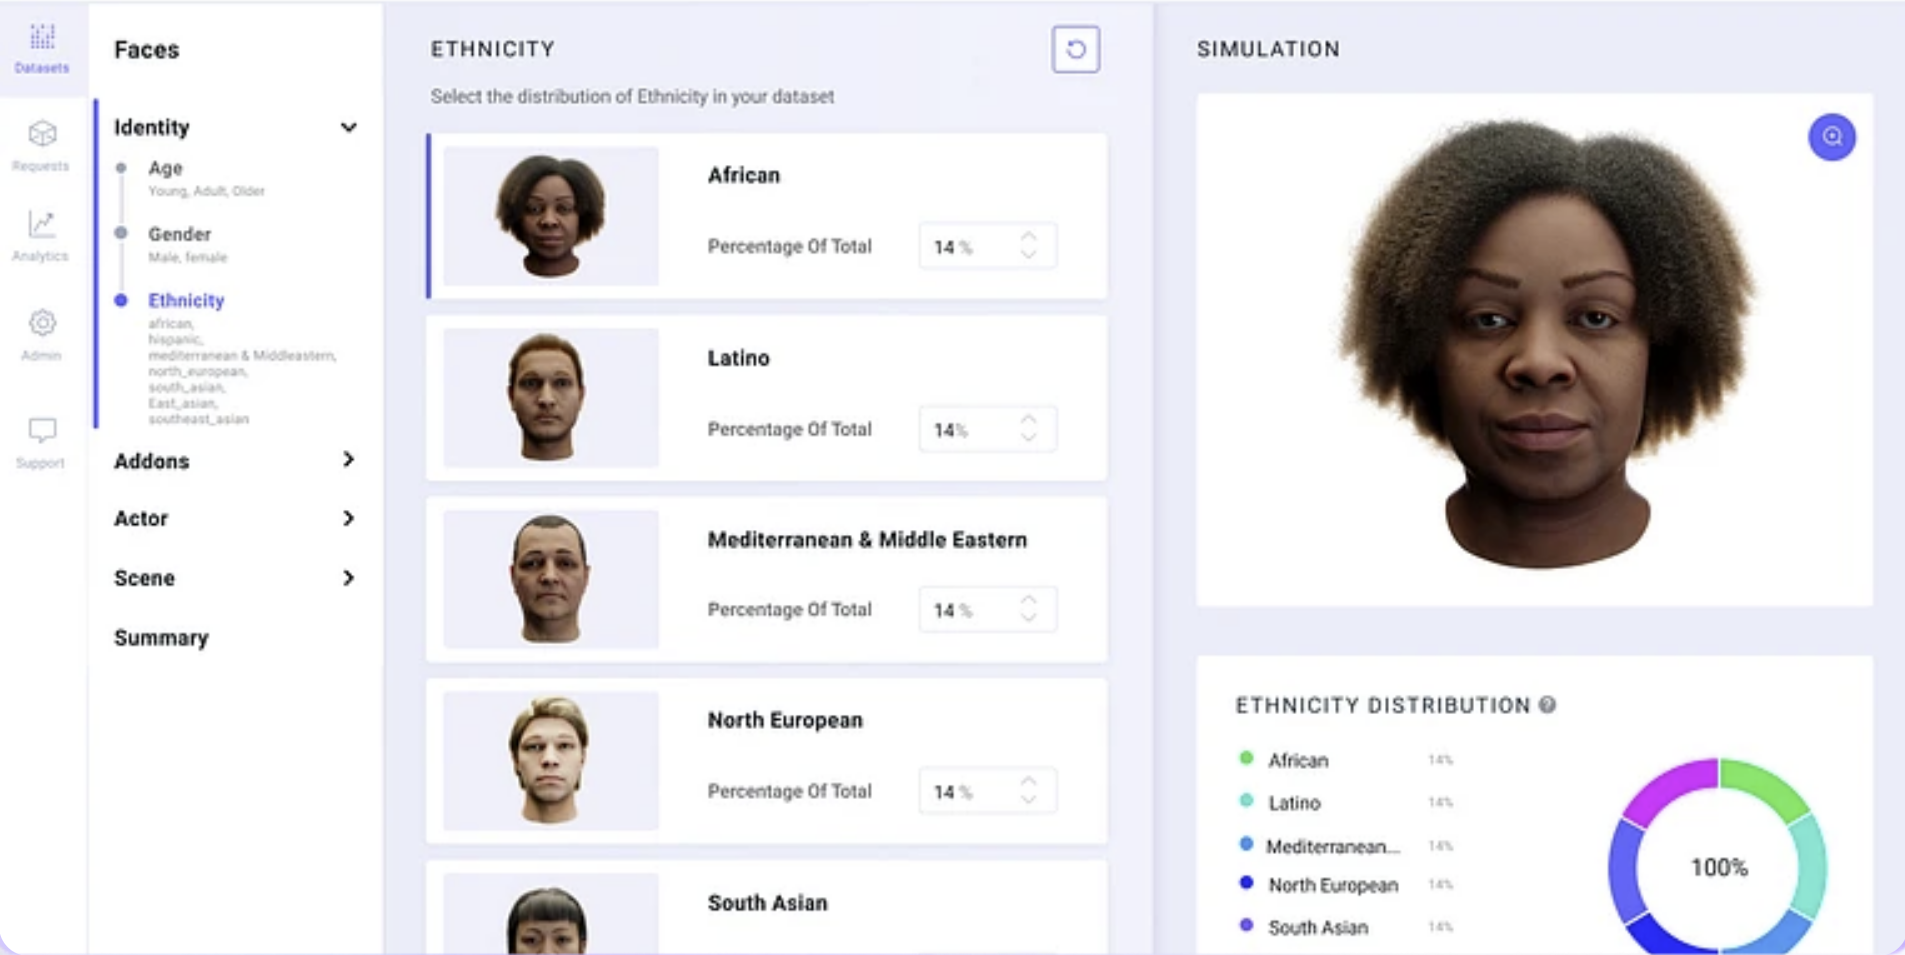 Datasets
Requests
Analytics
Admin
Support
Faces
Identity
Age
Young, Adult, Older
Gender
Male, female
Ethnicity
african,
hispanic,
mediterranean & Middleastern,
north_european,
south_asian,
East_asian,
southeast_asian
Addons
Actor
Scene
Summary
ETHNICITY
Select the distribution of Ethnicity in your dataset
African
Percentage Of Total 14 %
Latino
Percentage Of Total 14%
Mediterranean & Middle Eastern
Percentage Of Total 14 %
North European
Percentage Of Total 14 %
South Asian
SIMULATION
ETHNICITY DISTRIBUTION ?
African 14%
Latino 14%
Mediterranean... 14%
North European 14%
South Asian 14%
100%